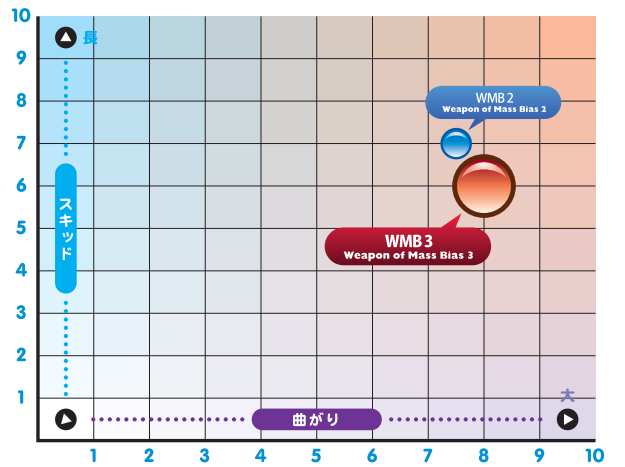 10
長
9
8
WMB 2
Weapon of Mass Bias 2
7
6
スキッド
5
WMB 3
Weapon of Mass Bias 3
4
3
2
1
大
曲がり
1 2 3 4 5 6 7 8 9 10